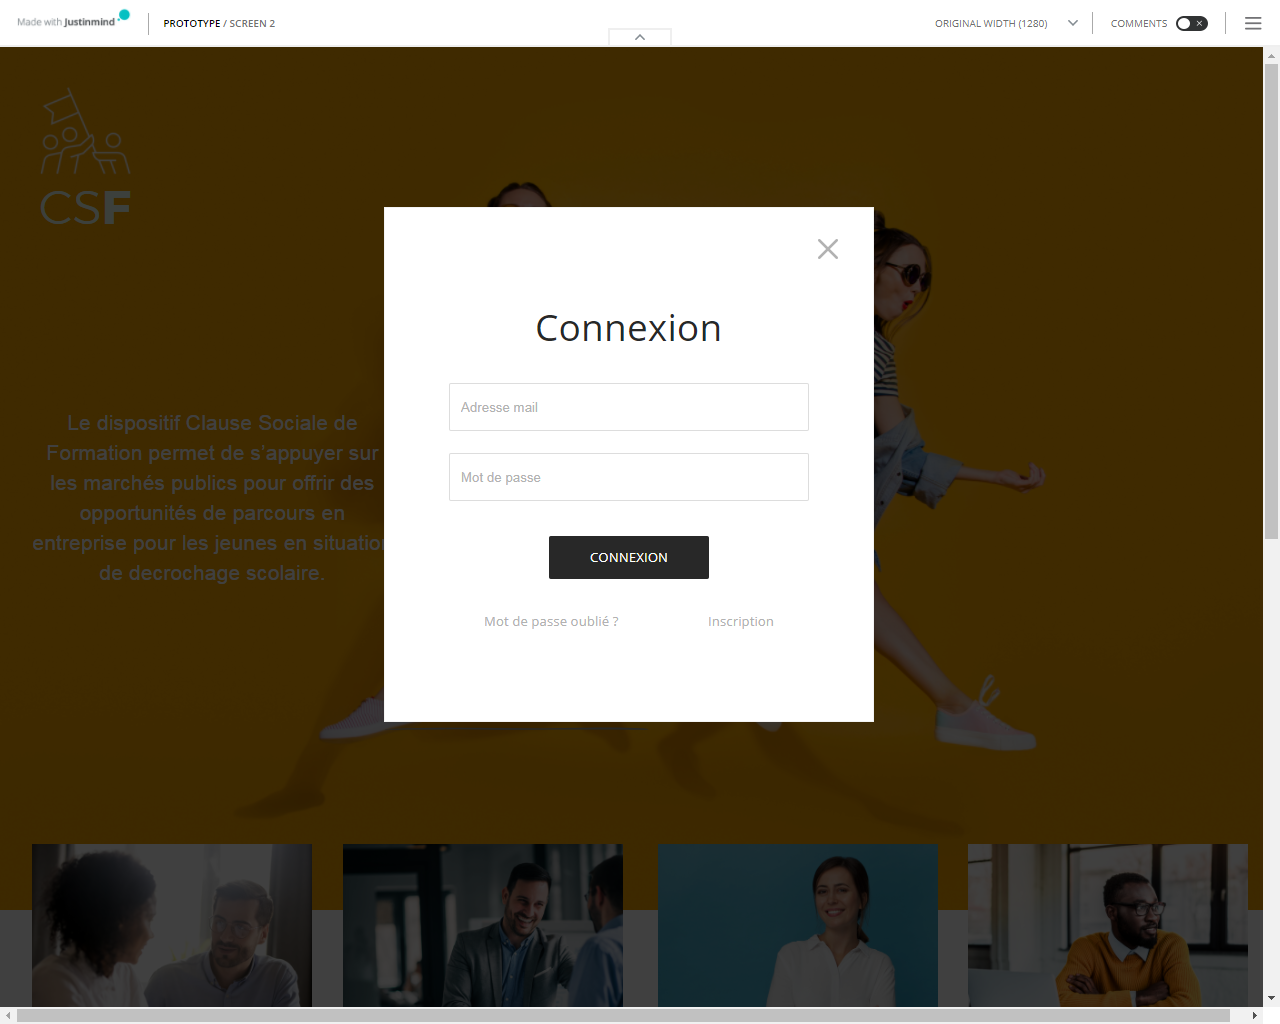 Made with Justinmind
PROTOTYPE / SCREEN 2
ORIGINAL WIDTH (1280)
COMMENTS
CSF
Le dispositif Clause Sociale de
Formation permet de s'appuyer sur
les marchés publics pour offrir des
opportunités de parcours en
entreprise pour les jeunes en situation
de decrochage scolaire.
Connexion
Adresse mail
Mot de passe
CONNEXION
Mot de passe oublié ?
Inscription